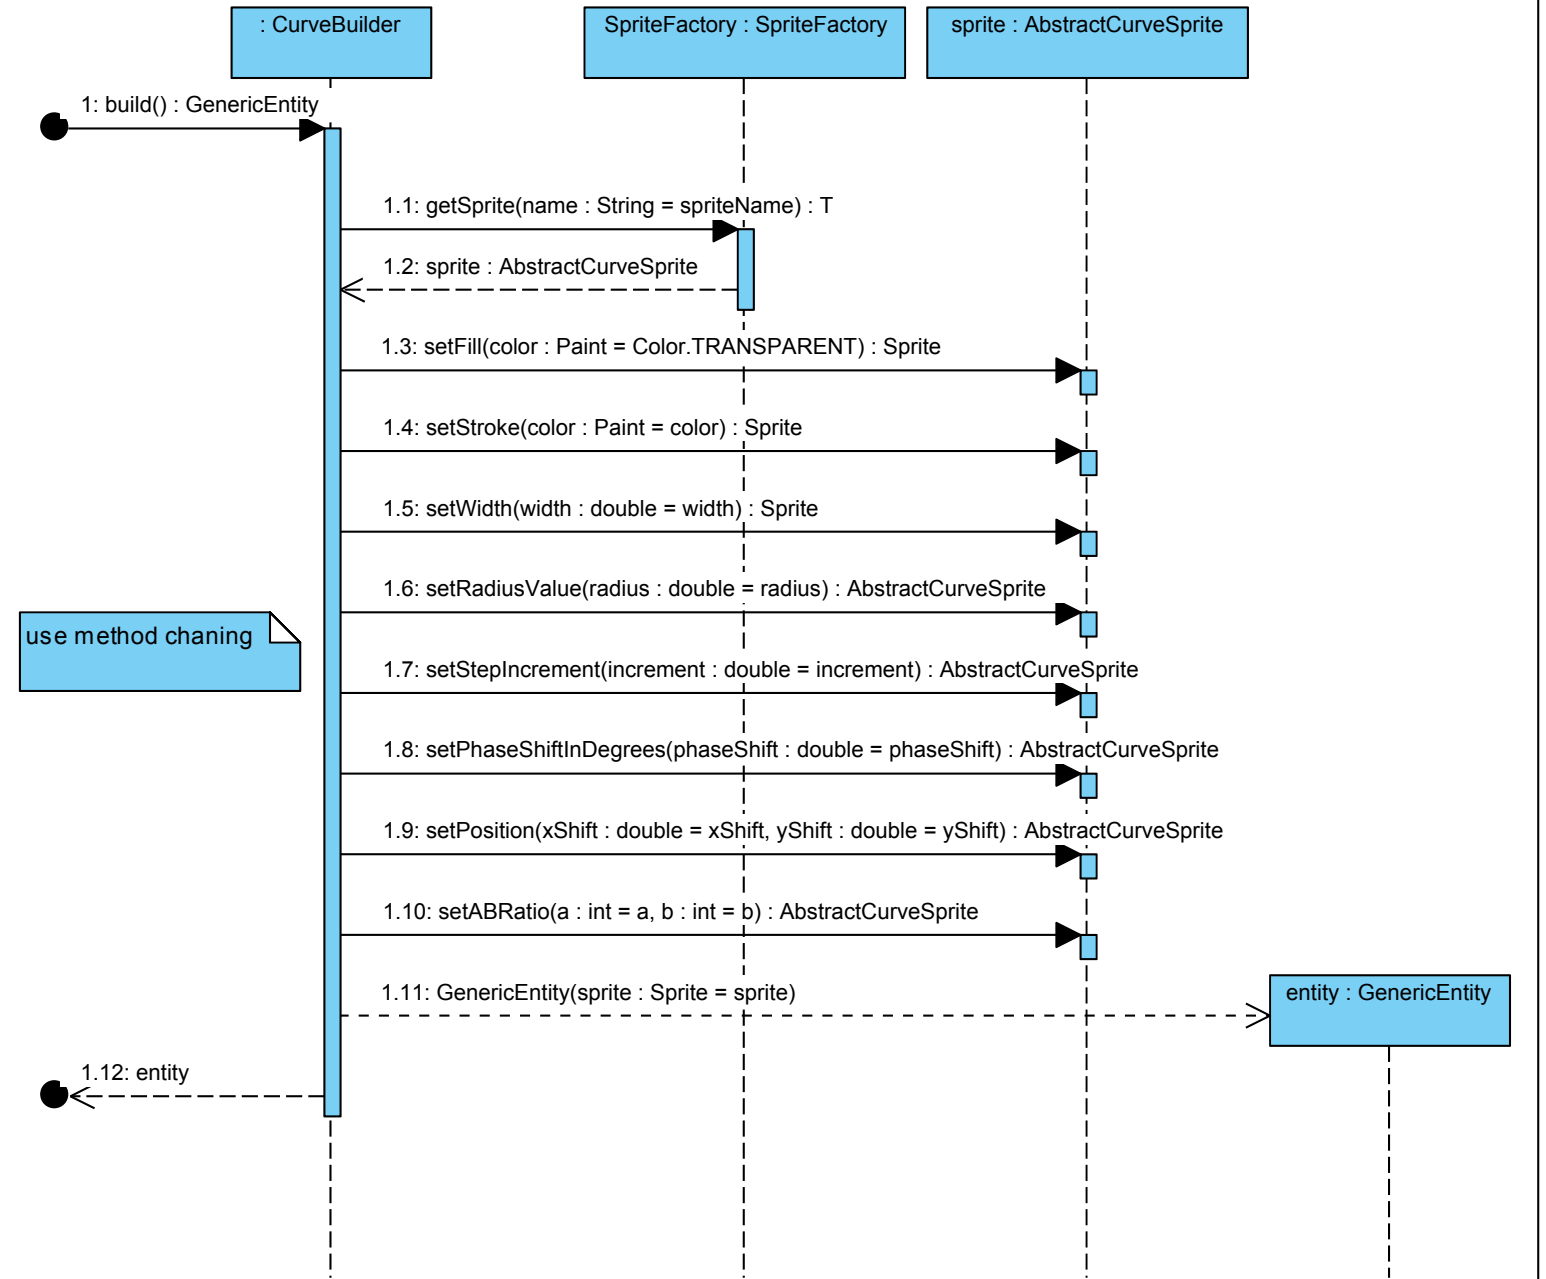 : CurveBuilder
SpriteFactory : SpriteFactory
sprite : AbstractCurveSprite
1: build() : GenericEntity
1.1: getSprite(name : String = spriteName) : T
1.2: sprite : AbstractCurveSprite
1.3: setFill(color : Paint = Color.TRANSPARENT) : Sprite
1.4: setStroke(color : Paint = color) : Sprite
1.5: setWidth(width : double = width) : Sprite
1.6: setRadiusValue(radius : double = radius) : AbstractCurveSprite
use method chaning
1.7: setStepIncrement(increment : double = increment) : AbstractCurveSprite
1.8: setPhaseShiftInDegrees(phaseShift : double = phaseShift) : AbstractCurveSprite
1.9: setPosition(xShift : double = xShift, yShift : double = yShift) : AbstractCurveSprite
1.10: setABRatio(a : int = a, b : int = b) : AbstractCurveSprite
1.11: GenericEntity(sprite : Sprite = sprite)
entity : GenericEntity
1.12: entity